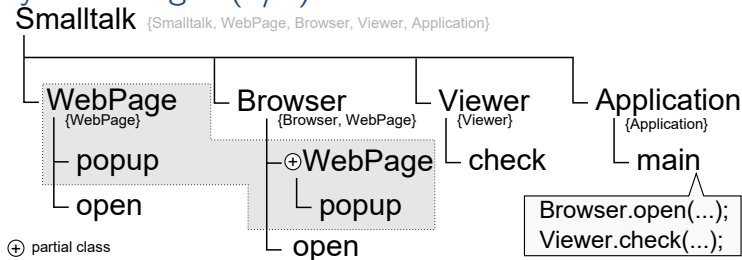 Smalltalk {Smalltalk, WebPage, Browser, Viewer, Application}
WebPage Browser Viewer Application
{WebPage} {Browser, WebPage} {Viewer} {Application}
popup ⊕WebPage check main
open popup Browser.open(...);
⊕ partial class open Viewer.check(...);